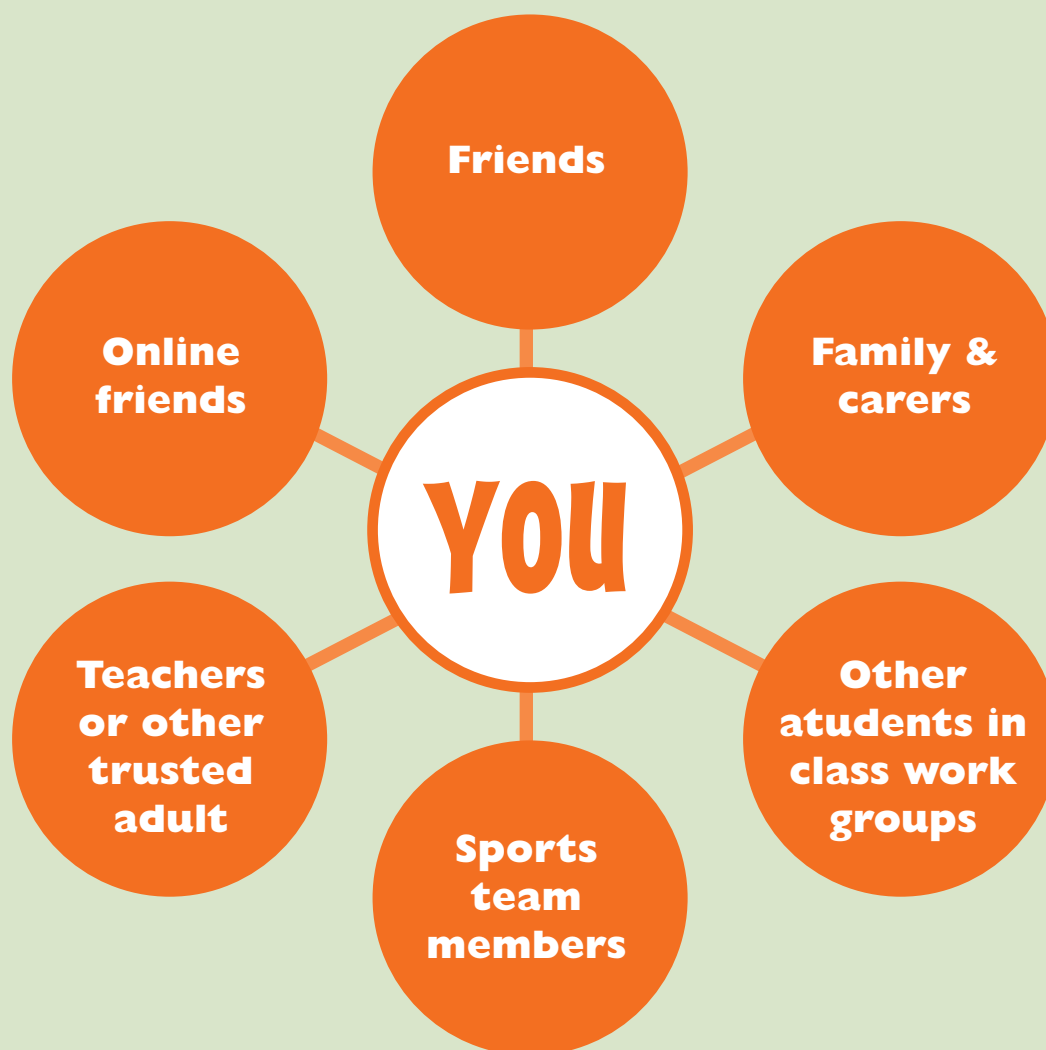 Friends
Online
friends
Family &
carers
YOU
Teachers
or other
trusted
adult
Other
atudents in
class work
groups
Sports
team
members